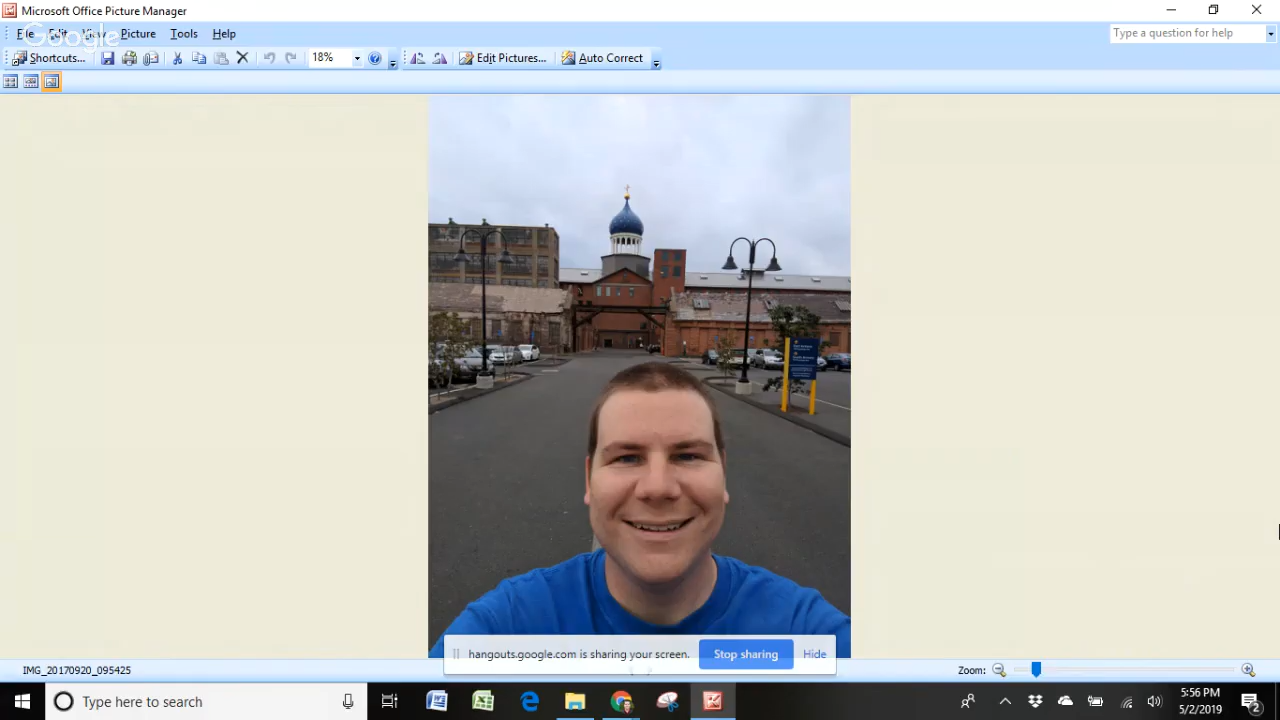 Microsoft Office Picture Manager
Google
File Edit View Picture Tools Help
Type a question for help
Shortcuts... 18% Edit Pictures... Auto Correct
hangouts.google.com is sharing your screen. Stop sharing Hide
IMG_20170920_095425
Zoom:
Type here to search
5:56 PM
5/2/2019
2